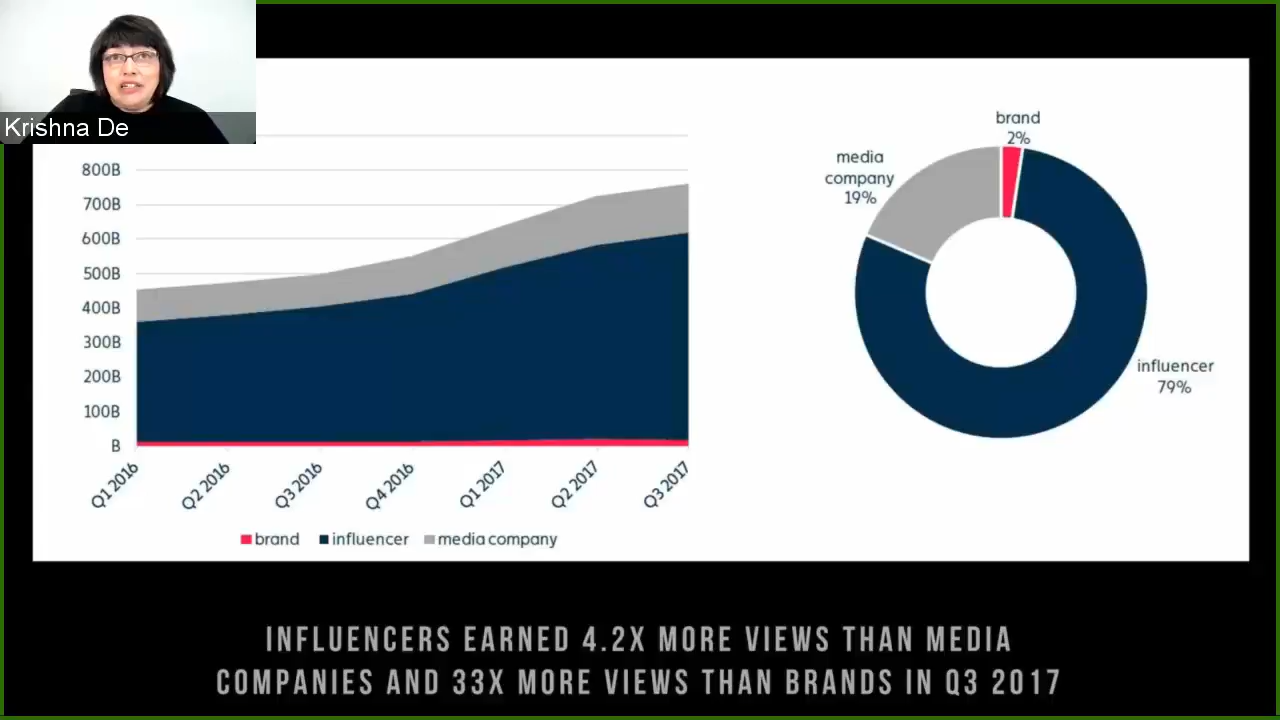 Krishna De
800B
700B
600B
500B
400B
300B
200B
100B
B
Q1 2016
Q2 2016
Q3 2016
Q4 2016
Q1 2017
Q2 2017
Q3 2017
brand
influencer
media company
brand
2%
media
company
19%
influencer
79%
INFLUENCERS EARNED 4.2X MORE VIEWS THAN MEDIA
COMPANIES AND 33X MORE VIEWS THAN BRANDS IN Q3 2017